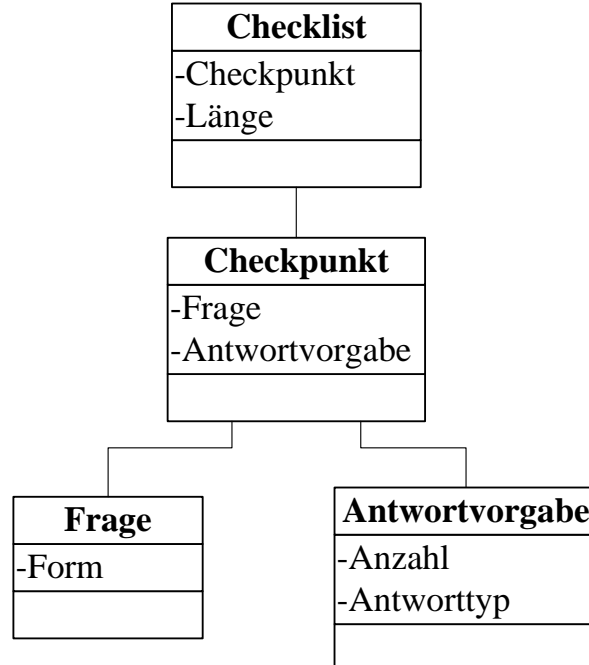 Checklist
-Checkpunkt
-Länge
Checkpunkt
-Frage
-Antwortvorgabe
Frage
-Form
Antwortvorgabe
-Anzahl
-Antworttyp